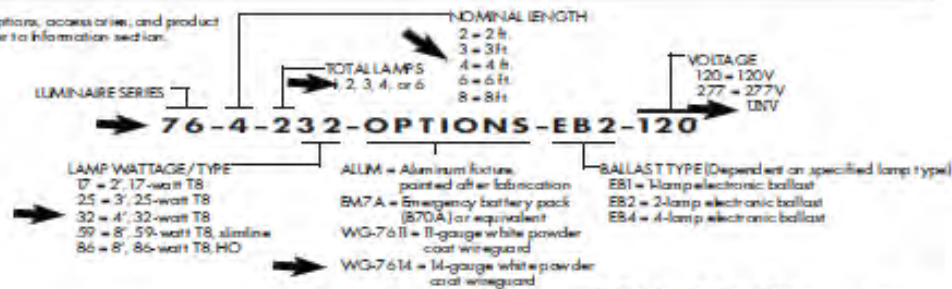 ptions, accessories, and product
er to Information section.
NOMINAL LENGTH
2 = 2 ft.
3 = 3 ft.
4 = 4 ft.
6 = 6 ft.
8 = 8 ft
TOTAL LAMPS
1, 2, 3, 4, or 6
VOLTAGE
120 = 120V
277 = 277V
UNV
LUMINAIRE SERIES
76-4-232-OPTIONS-EB2-120
LAMP WATTAGE/TYPE
17 = 2', 17-watt T8
25 = 3', 25-watt T8
32 = 4', 32-watt T8
59 = 8', 59-watt T8, slimline
86 = 8', 86-watt T8, HO
ALUM = Aluminum fixture,
painted after fabrication
EM7A = Emergency battery pack
(B70A) or equivalent
WG-7611 = 11-gauge white powder
coat wireguard
WG-7614 = 14-gauge white powder
coat wireguard
BALLAST TYPE (Dependent on specified lamp type)
EB1 = 1-lamp electronic ballast
EB2 = 2-lamp electronic ballast
EB4 = 4-lamp electronic ballast